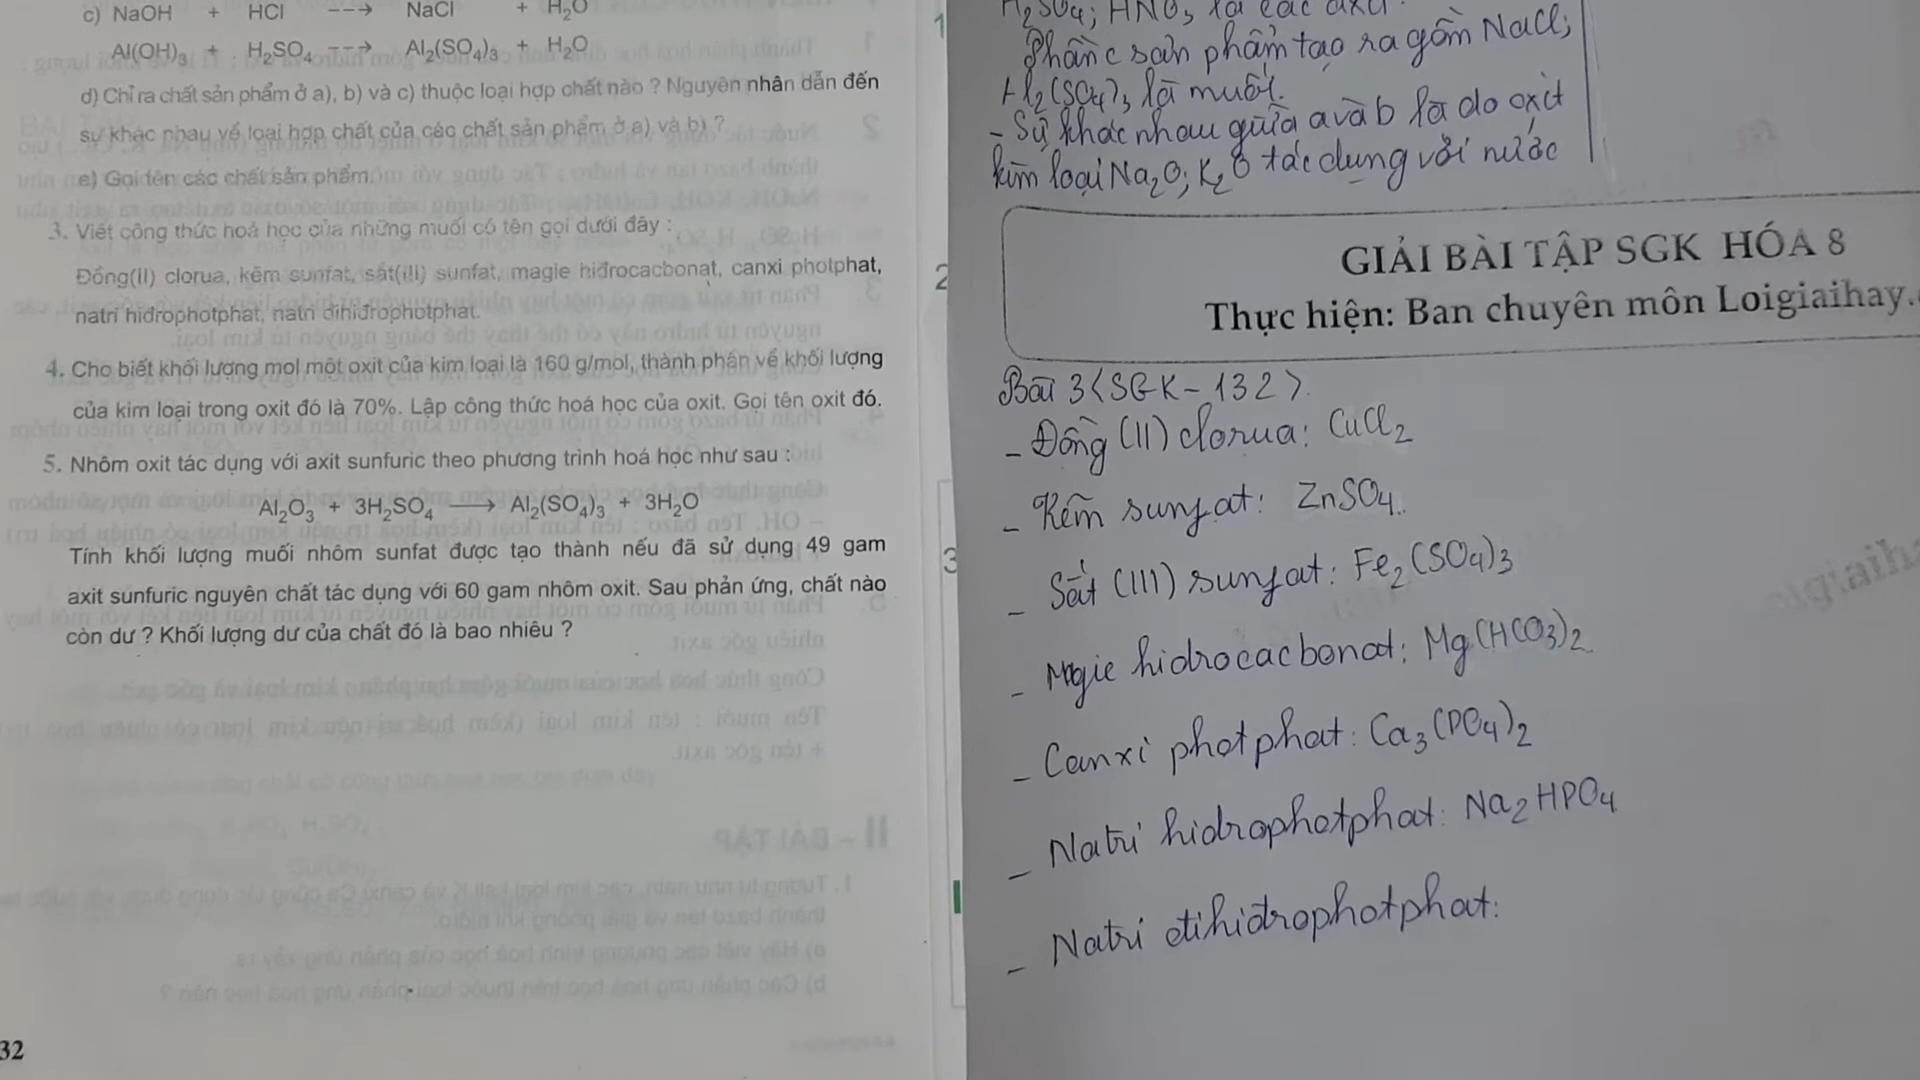 c) NaOH + HCl ---> NaCl + H₂O
Al(OH)₃ + H₂SO₄ ---> Al₂(SO₄)₃ + H₂O
d) Chỉ ra chất sản phẩm ở a), b) và c) thuộc loại hợp chất nào ? Nguyên nhân dẫn đến
sự khác nhau về loại hợp chất của các chất sản phẩm ở a) và b) ?
e) Gọi tên các chất sản phẩm.
3. Viết công thức hoá học của những muối có tên gọi dưới đây :
Đồng(II) clorua, kẽm sunfat, sắt(III) sunfat, magie hiđrocacbonat, canxi photphat,
natri hiđrophotphat, natri đihiđrophotphat.
4. Cho biết khối lượng mol một oxit của kim loại là 160 g/mol, thành phần về khối lượng
của kim loại trong oxit đó là 70%. Lập công thức hoá học của oxit. Gọi tên oxit đó.
5. Nhôm oxit tác dụng với axit sunfuric theo phương trình hoá học như sau :
Al₂O₃ + 3H₂SO₄ ⟶ Al₂(SO₄)₃ + 3H₂O
Tính khối lượng muối nhôm sunfat được tạo thành nếu đã sử dụng 49 gam
axit sunfuric nguyên chất tác dụng với 60 gam nhôm oxit. Sau phản ứng, chất nào
còn dư ? Khối lượng dư của chất đó là bao nhiêu ?
32
1
2
3
H₂SO₄; HNO₃ là các axit.
Phần c sản phẩm tạo ra gồm NaCl;
Al₂(SO₄)₃ là muối.
- Sự khác nhau giữa a và b là do oxit
kim loại Na₂O; K₂O tác dụng với nước
GIẢI BÀI TẬP SGK HÓA 8
Thực hiện: Ban chuyên môn Loigiaihay.
Bài 3 <SGK - 132>.
- Đồng (II) clorua: CuCl₂
- Kẽm sunfat: ZnSO₄.
- Sắt (III) sunfat: Fe₂(SO₄)₃
- Magie hidrocacbonat: Mg(HCO₃)₂
- Canxi photphat: Ca₃(PO₄)₂
- Natri hidrophotphat: Na₂HPO₄
- Natri đihiđrophotphat: